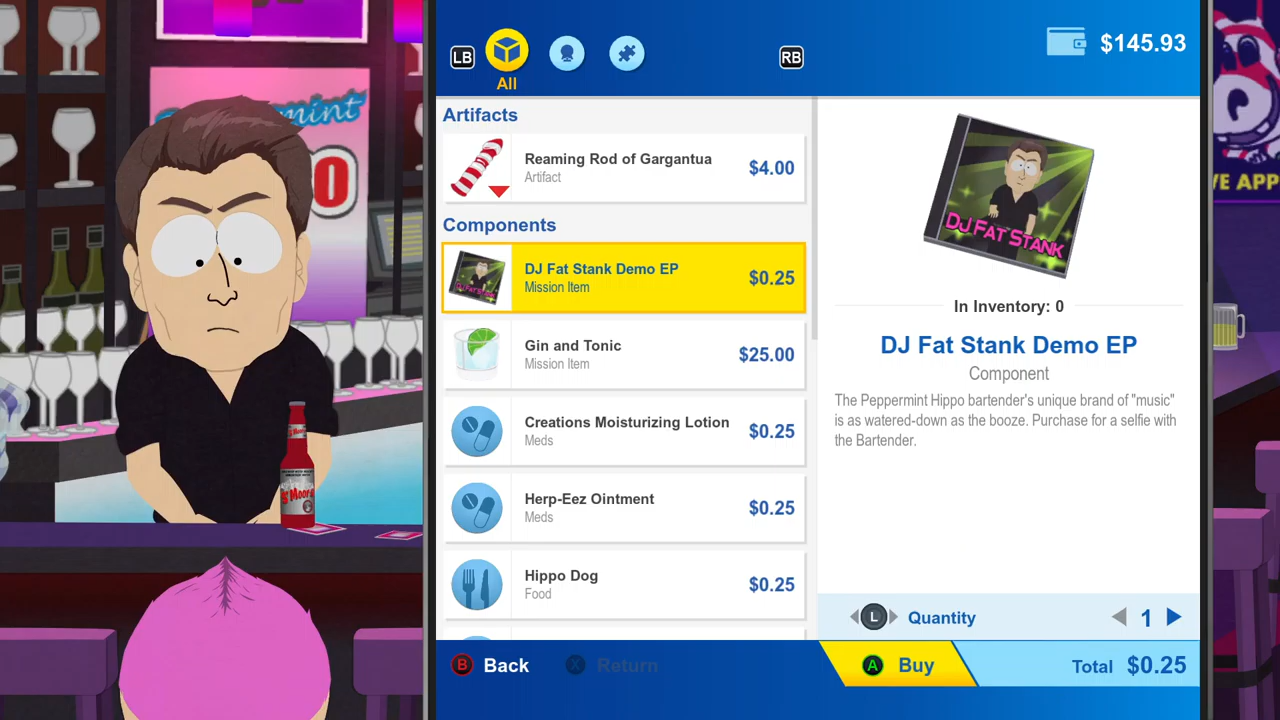 LB
All
RB
$145.93
Artifacts
Reaming Rod of Gargantua
Artifact
$4.00
Components
DJ Fat Stank Demo EP
Mission Item
$0.25
Gin and Tonic
Mission Item
$25.00
Creations Moisturizing Lotion
Meds
$0.25
Herp-Eez Ointment
Meds
$0.25
Hippo Dog
Food
$0.25
B Back
X Return
DJ FAT STANK
In Inventory: 0
DJ Fat Stank Demo EP
Component
The Peppermint Hippo bartender's unique brand of "music"
is as watered-down as the booze. Purchase for a selfie with
the Bartender.
L Quantity
1
A Buy
Total $0.25
mint
VE APP